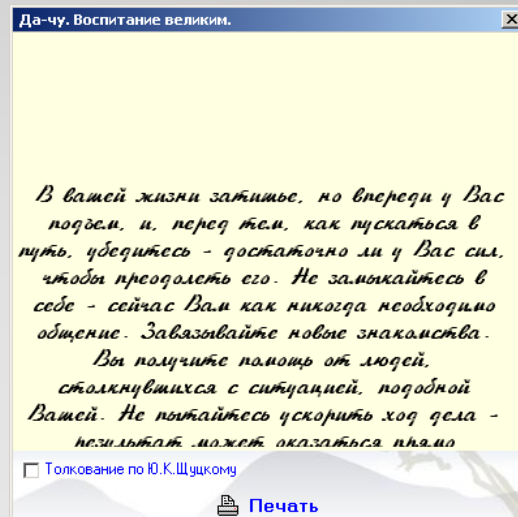 Да-чу. Воспитание великим.
В вашей жизни затишье, но впереди у Вас
подъем, и, перед тем, как пускаться в
путь, убедитесь - достаточно ли у Вас сил,
чтобы преодолеть его. Не замыкайтесь в
себе - сейчас Вам как никогда необходимо
общение. Завязывайте новые знакомства.
Вы получите помощь от людей,
столкнувшихся с ситуацией, подобной
Вашей. Не пытайтесь ускорить ход дела -
результат может оказаться прямо
Толкование по Ю.К.Щуцкому
Печать